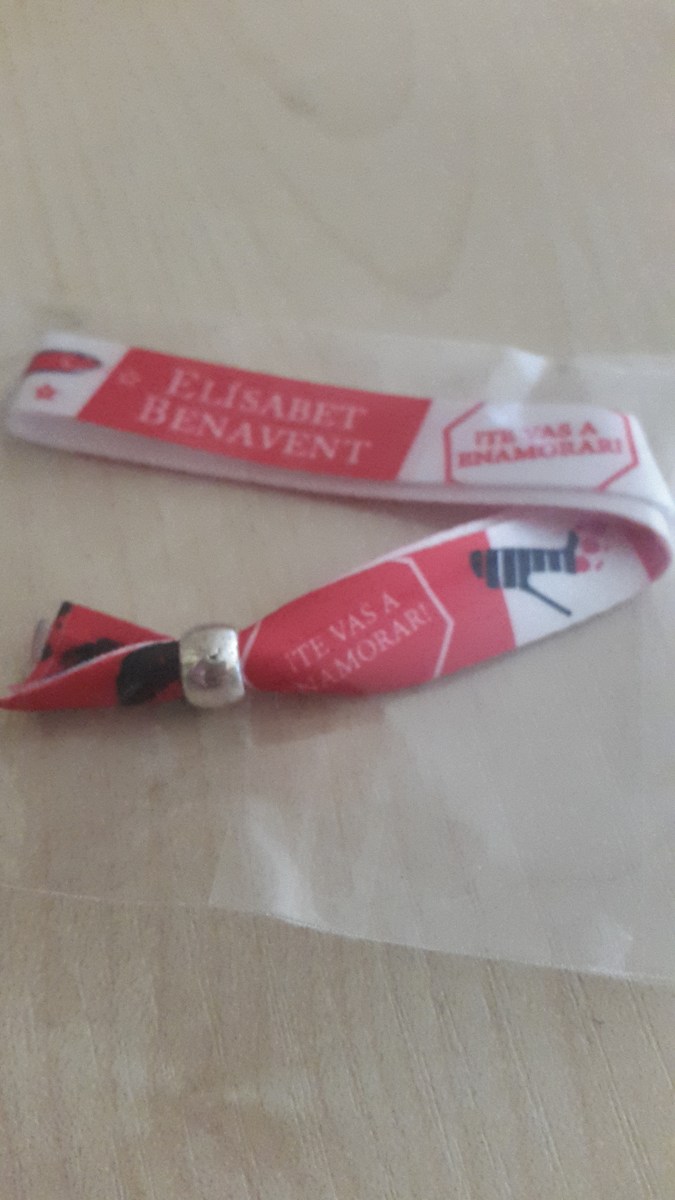 ELÍSABET
BENAVENT
¡TE VAS A
ENAMORAR!
¡TE VAS A
NAMORAR!